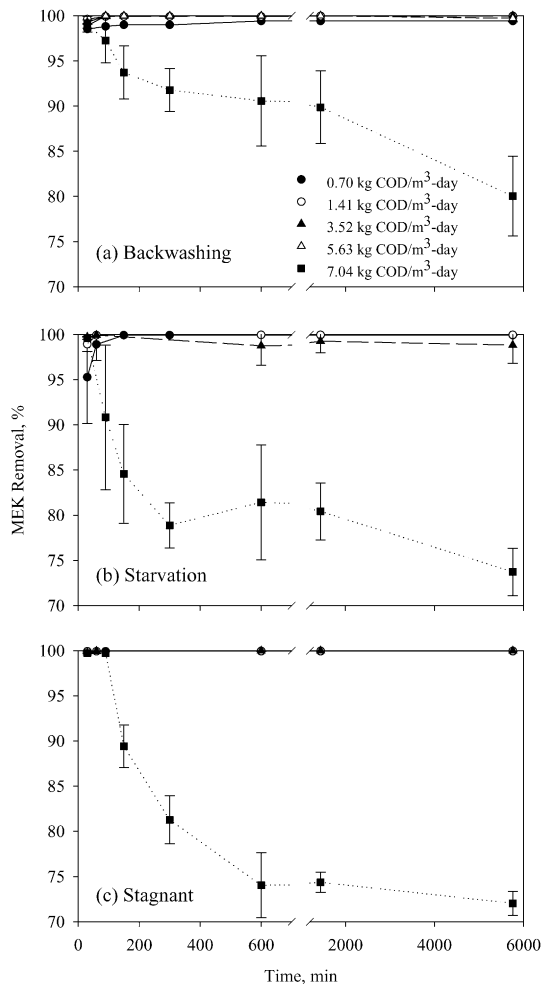 100
95
90
85
80
75
70
0.70 kg COD/m³-day
1.41 kg COD/m³-day
3.52 kg COD/m³-day
5.63 kg COD/m³-day
7.04 kg COD/m³-day
(a) Backwashing
MEK Removal, %
100
95
90
85
80
75
70
(b) Starvation
100
95
90
85
80
75
70
(c) Stagnant
0 200 400 600 2000 4000 6000
Time, min